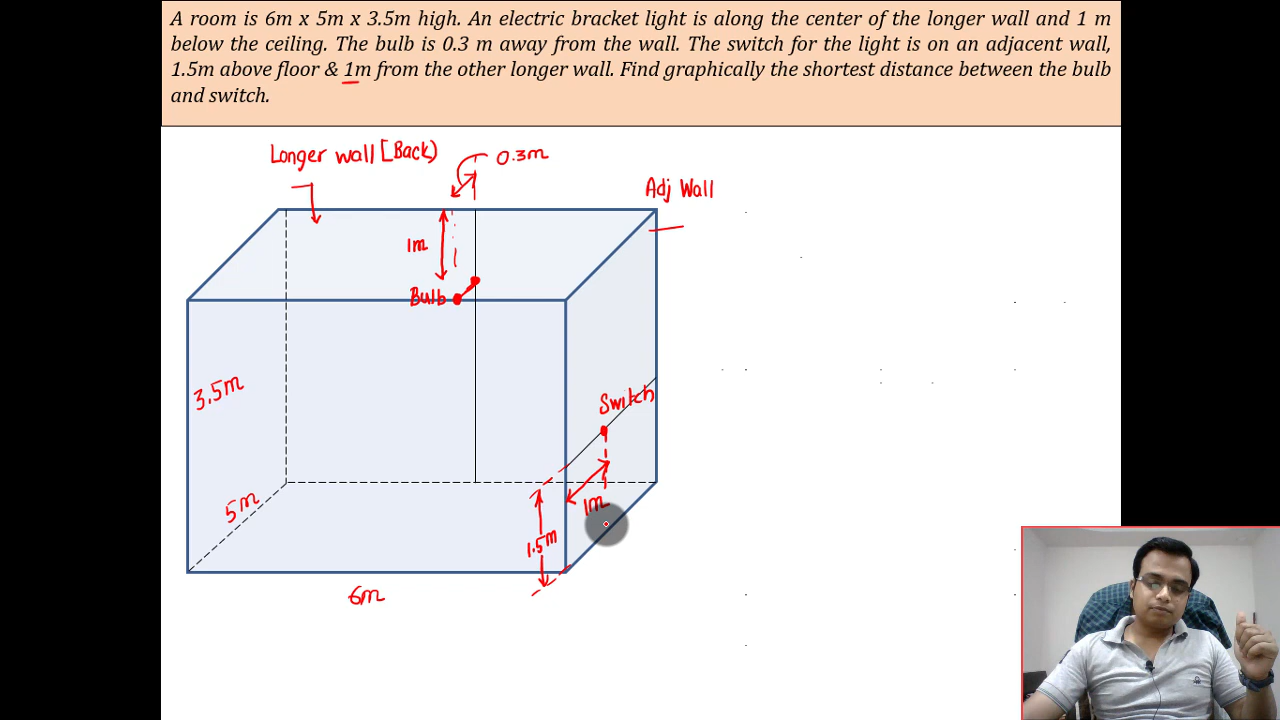 A room is 6m x 5m x 3.5m high. An electric bracket light is along the center of the longer wall and 1 m
below the ceiling. The bulb is 0.3 m away from the wall. The switch for the light is on an adjacent wall,
1.5m above floor & 1m from the other longer wall. Find graphically the shortest distance between the bulb
and switch.
Longer wall [Back)
0.3m
Adj Wall
1m
Bulb
3.5m
Switch
5m
1m
1.5m
6m